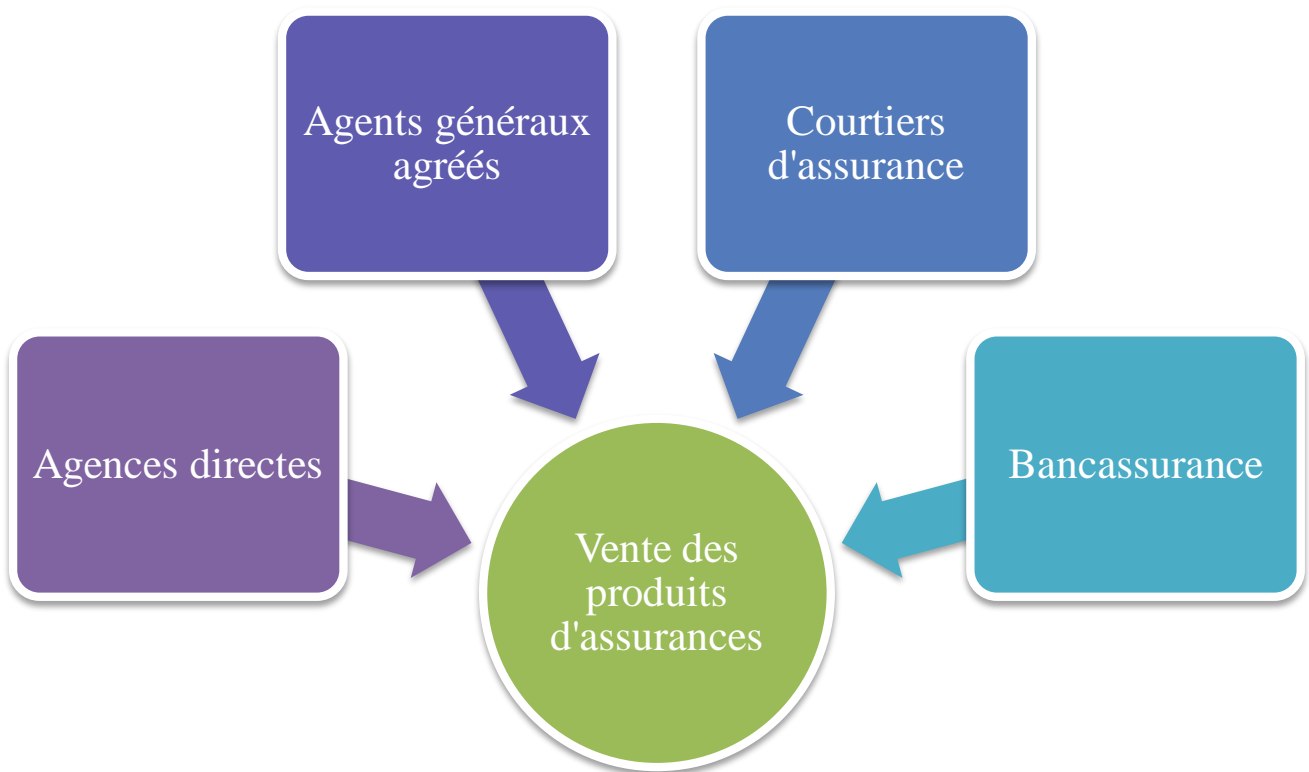 Agents généraux
agréés
Courtiers
d'assurance
Agences directes
Bancassurance
Vente des
produits
d'assurances